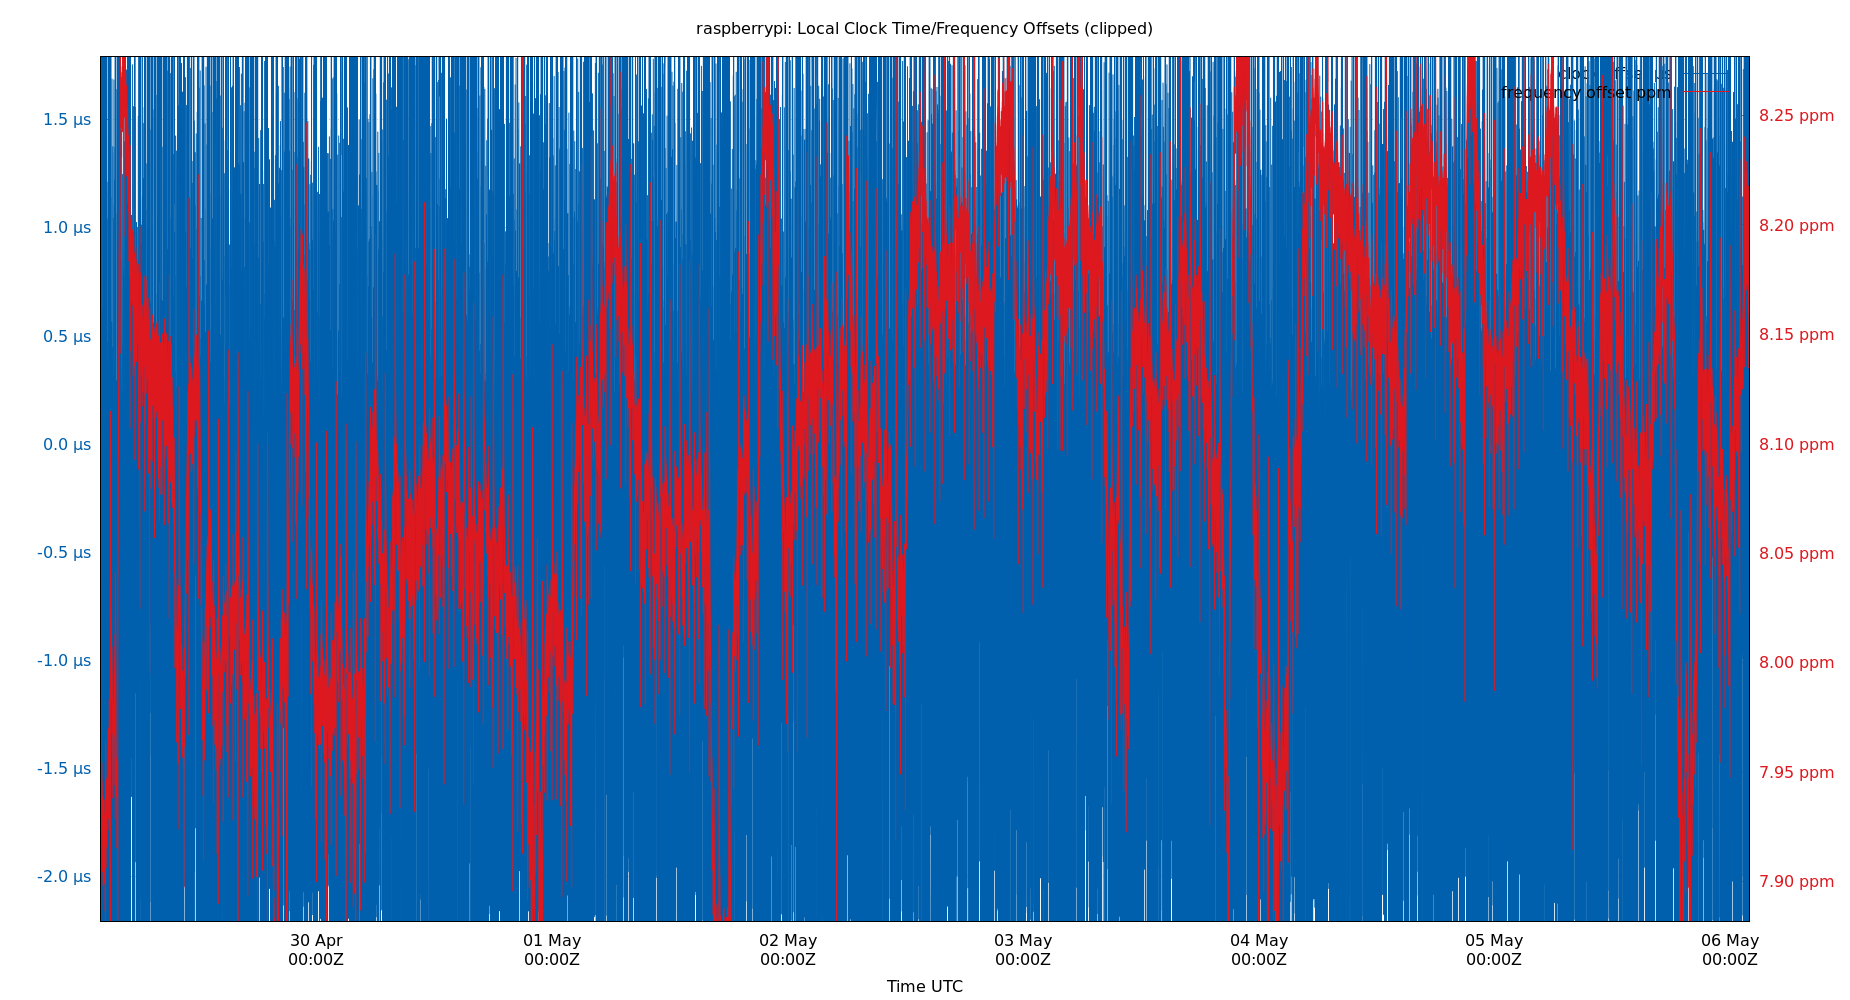 raspberrypi: Local Clock Time/Frequency Offsets (clipped)
clock offset µs
frequency offset ppm
1.5 µs
1.0 µs
0.5 µs
0.0 µs
-0.5 µs
-1.0 µs
-1.5 µs
-2.0 µs
8.25 ppm
8.20 ppm
8.15 ppm
8.10 ppm
8.05 ppm
8.00 ppm
7.95 ppm
7.90 ppm
30 Apr
00:00Z
01 May
00:00Z
02 May
00:00Z
03 May
00:00Z
04 May
00:00Z
05 May
00:00Z
06 May
00:00Z
Time UTC